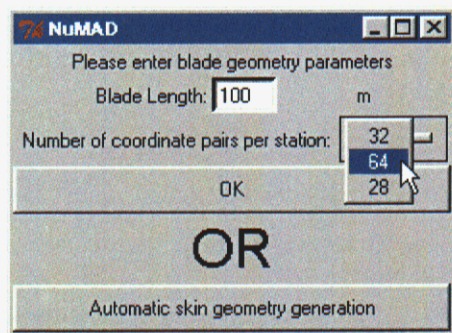 NuMAD
Please enter blade geometry parameters
Blade Length: 100 m
Number of coordinate pairs per station:
32
64
28
OK
OR
Automatic skin geometry generation